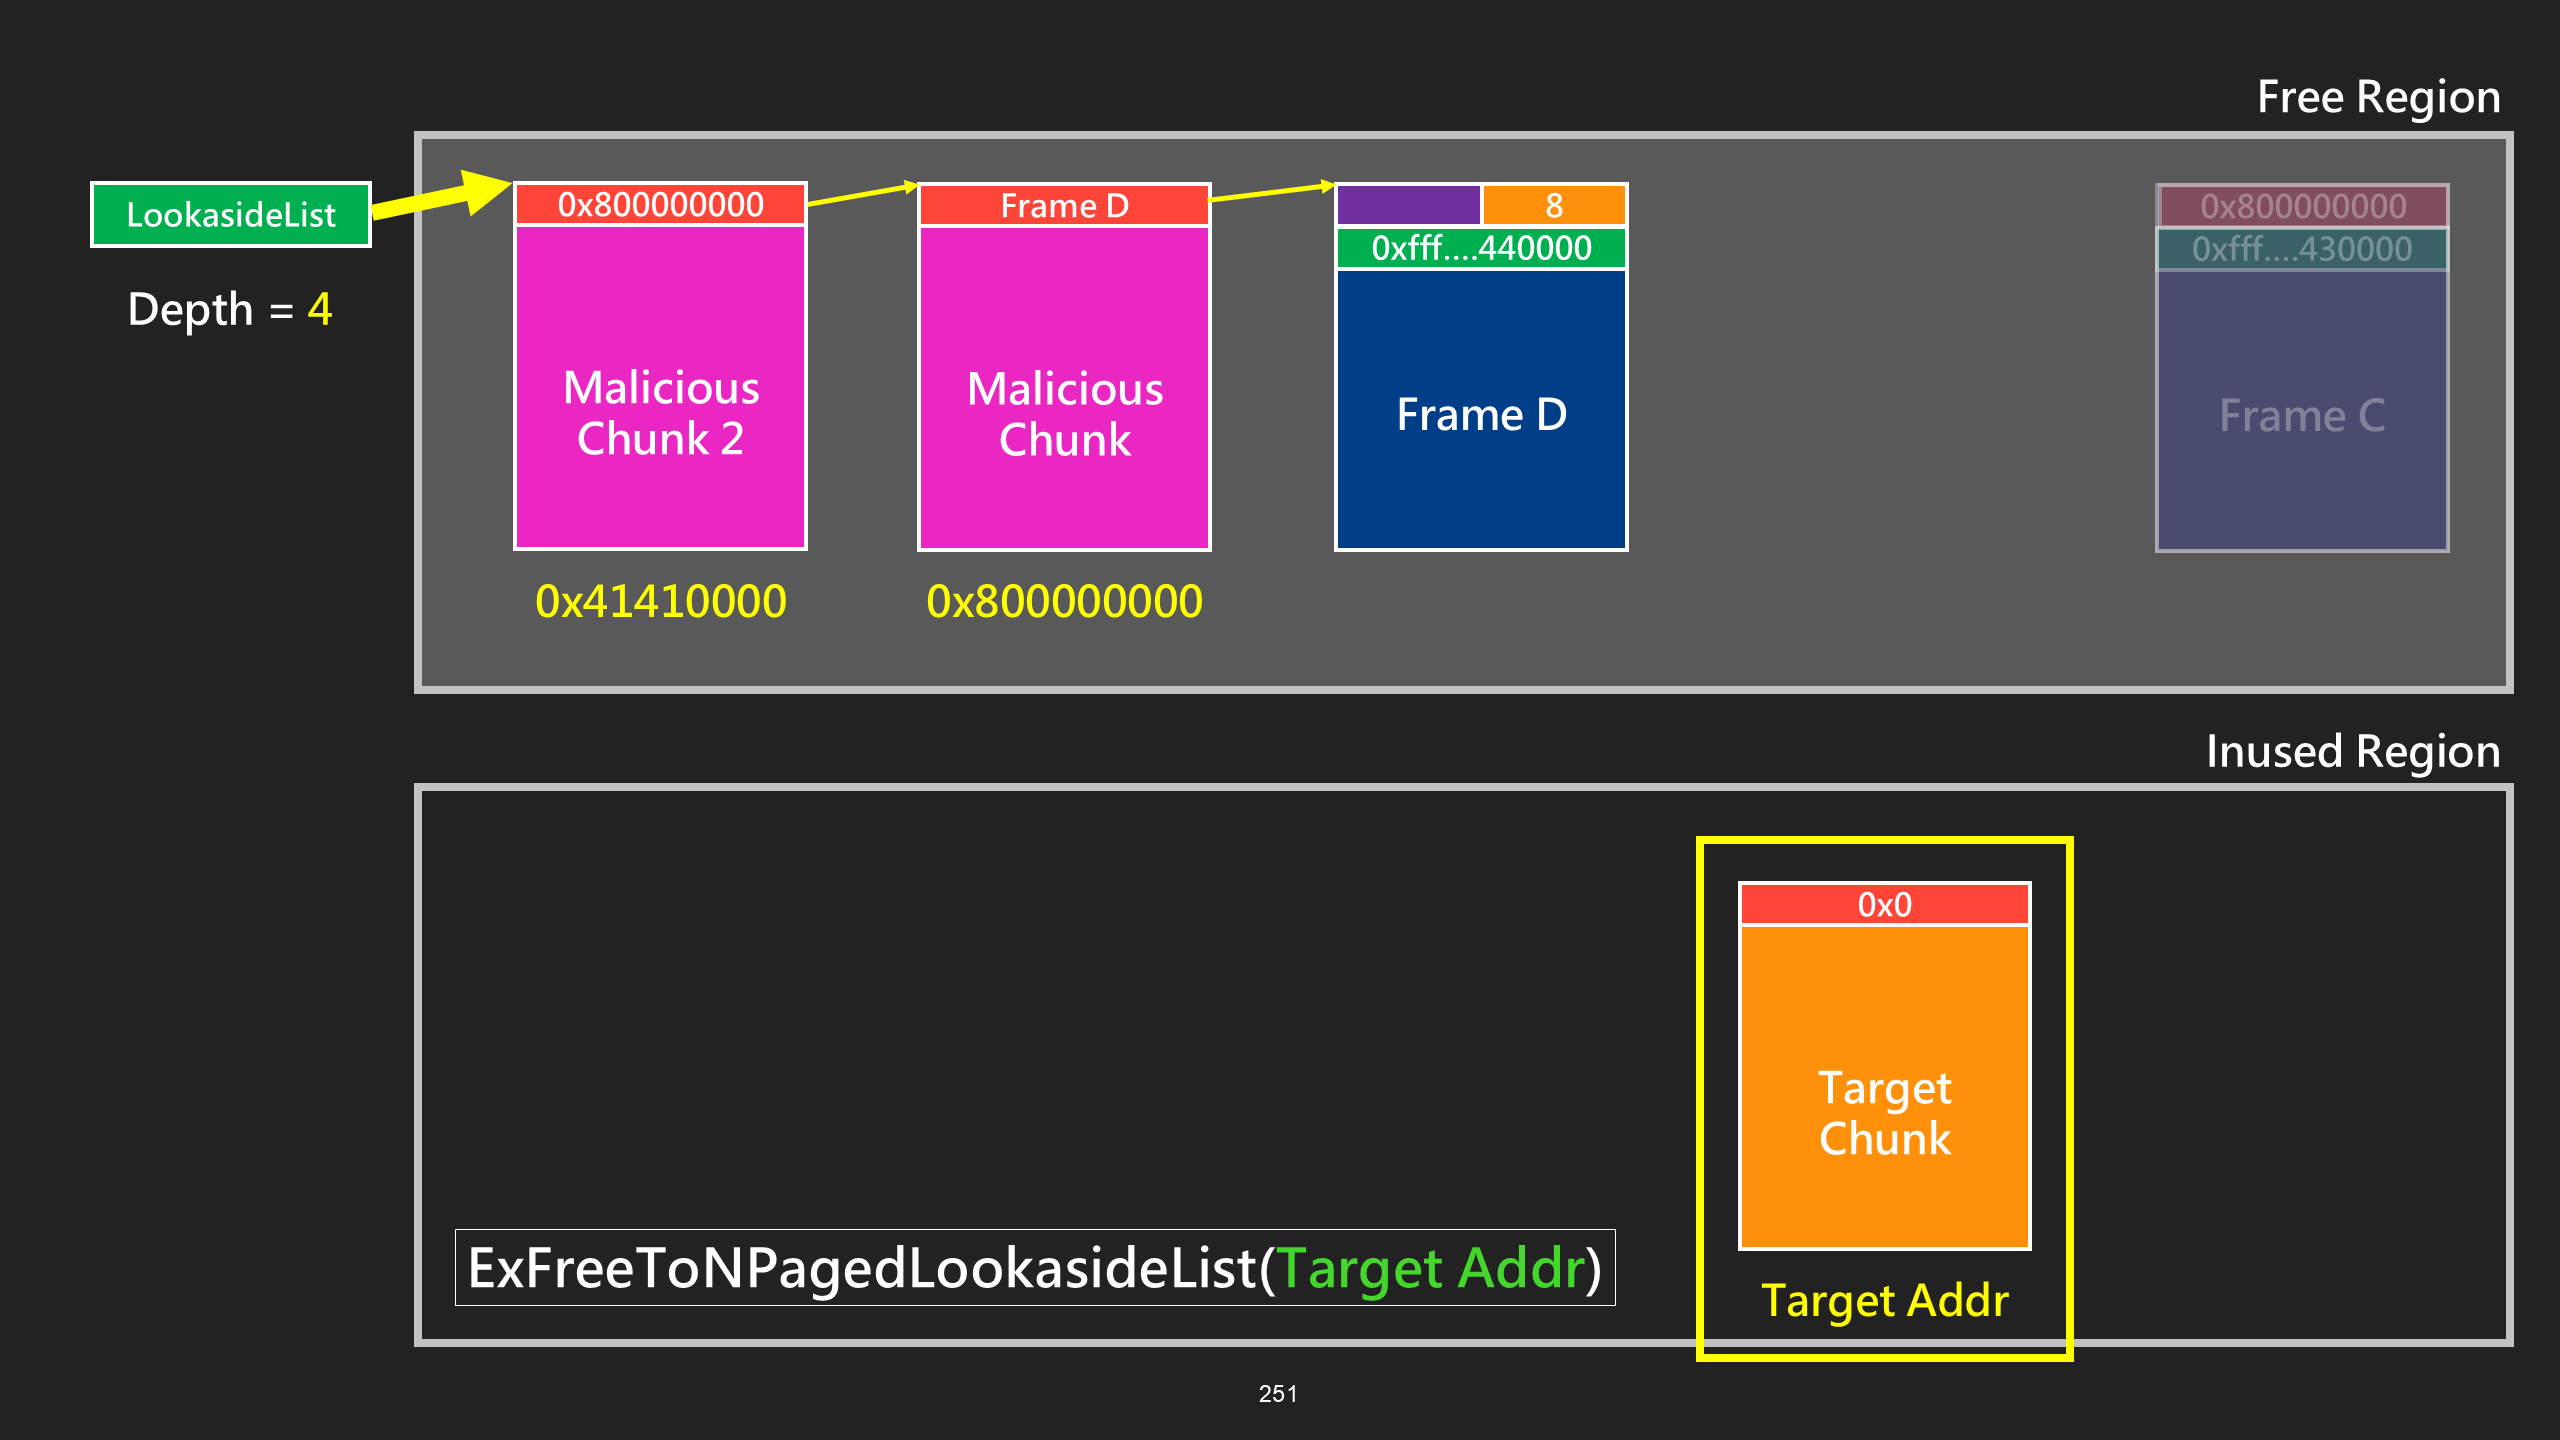 Free Region
LookasideList
Depth = 4
0x800000000
Malicious
Chunk 2
0x41410000
Frame D
Malicious
Chunk
0x800000000
8
0xfff....440000
Frame D
0x800000000
0xfff....430000
Frame C
Inused Region
0x0
Target
Chunk
Target Addr
ExFreeToNPagedLookasideList(Target Addr)
251